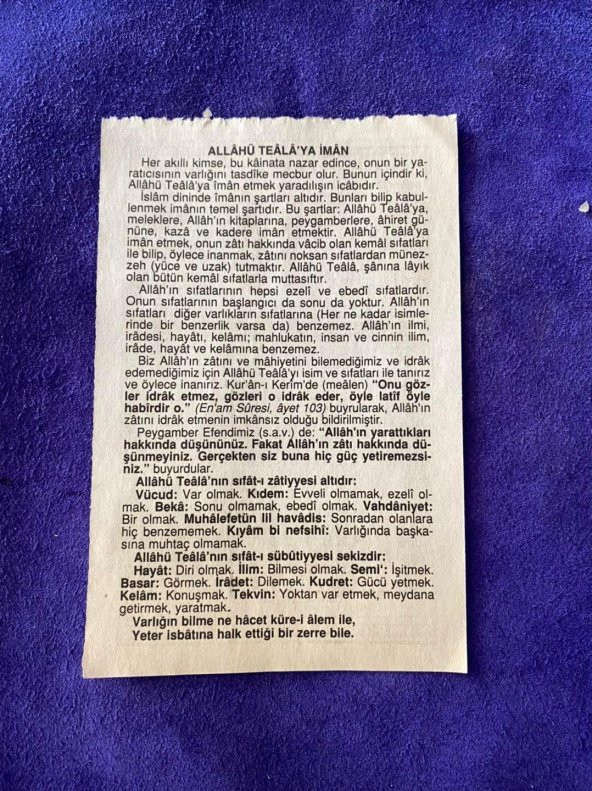 ALLÂHÜ TEÂLÂ'YA İMÂN
Her akıllı kimse, bu kâinata nazar edince, onun bir ya-
ratıcısının varlığını tasdîke mecbur olur. Bunun içindir ki,
Allâhü Teâlâ'ya îmân etmek yaradılışın icâbıdır.
İslâm dininde îmânın şartları altıdır. Bunları bilip kabul-
lenmek imânın temel şartıdır. Bu şartlar: Allâhü Teâlâ'ya,
meleklere, Allâh'ın kitaplarına, peygamberlere, âhiret gü-
nüne, kazâ ve kadere iman etmektir. Allâhü Teâlâ'ya
imân etmek, onun zâtı hakkında vâcib olan kemâl sıfatları
ile bilip, öylece inanmak, zâtını noksan sıfatlardan münez-
zeh (yüce ve uzak) tutmaktır. Allâhü Teâlâ, şânına lâyık
olan bütün kemâl sıfatlarla muttasıftır.
Allâh'ın sıfatlarının hepsi ezelî ve ebedî sıfatlardır.
Onun sıfatlarının başlangıcı da sonu da yoktur. Allâh'ın
sıfatları diğer varlıkların sıfatlarına (Her ne kadar isimle-
rinde bir benzerlik varsa da) benzemez. Allâh'ın ilmi,
irâdesi, hayâtı, kelâmı; mahlukatın, insan ve cinnin ilim,
irâde, hayât ve kelâmına benzemez.
Biz Allâh'ın zâtını ve mâhiyetini bilemediğimiz ve idrâk
edemediğimiz için Allâhü Teâlâ'yı isim ve sıfatları ile tanırız
ve öylece inanırız. Kur'ân-ı Kerîm'de (meâlen) "Onu göz-
ler idrâk etmez, gözleri o idrâk eder, öyle latîf öyle
habîrdir o." (En'am Sûresi, âyet 103) buyrularak, Allâh'ın
zâtını idrâk etmenin imkânsız olduğu bildirilmiştir.
Peygamber Efendimiz (s.a.v.) de: "Allâh'ın yarattıkları
hakkında düşününüz. Fakat Allâh'ın zâtı hakkında dü-
şünmeyiniz. Gerçekten siz buna hiç güç yetiremezsi-
niz." buyurdular.
Allâhü Teâlâ'nın sıfât-ı zâtiyyesi altıdır:
Vücud: Var olmak. Kıdem: Evveli olmamak, ezelî ol-
mak. Bekâ: Sonu olmamak, ebedî olmak. Vahdâniyet:
Bir olmak. Muhâlefetün lil havâdis: Sonradan olanlara
hiç benzememek. Kıyâm bi nefsihî: Varlığında başka-
sına muhtaç olmamak.
Allâhü Teâlâ'nın sıfât-ı sübûtiyyesi sekizdir:
Hayât: Diri olmak. İlim: Bilmesi olmak. Semi‘: İşitmek.
Basar: Görmek. İrâdet: Dilemek. Kudret: Gücü yetmek.
Kelâm: Konuşmak. Tekvin: Yoktan var etmek, meydana
getirmek, yaratmak.
Varlığın bilme ne hâcet küre-i âlem ile,
Yeter isbâtına halk ettiği bir zerre bile.